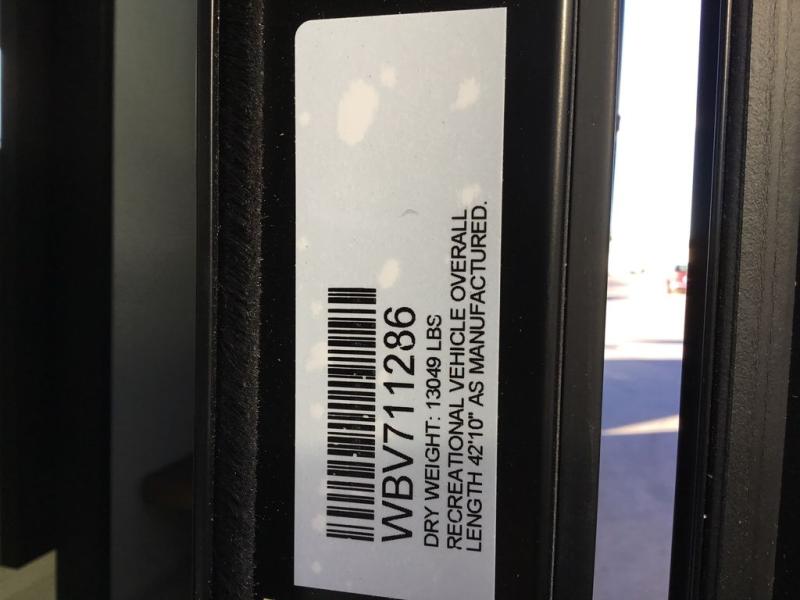 WBV711286
DRY WEIGHT: 13049 LBS
RECREATIONAL VEHICLE OVERALL
LENGTH 42'10" AS MANUFACTURED.